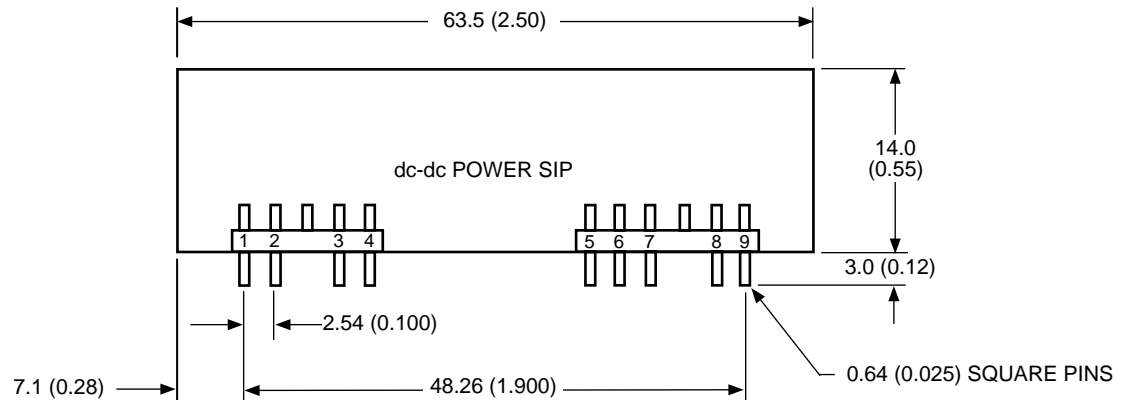 63.5 (2.50)
14.0
(0.55)
dc-dc POWER SIP
1 2 3 4 5 6 7 8 9
3.0 (0.12)
2.54 (0.100)
7.1 (0.28)
48.26 (1.900)
0.64 (0.025) SQUARE PINS